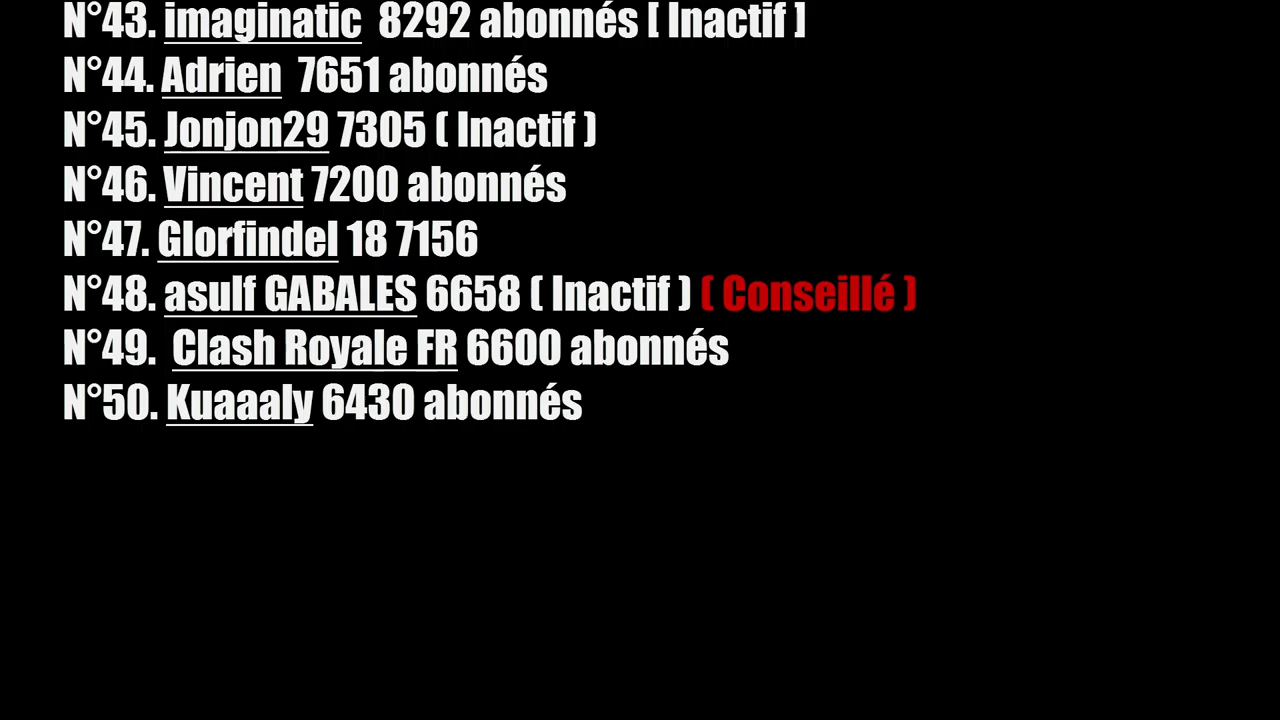 N°43. imaginatic 8292 abonnés [ Inactif ]
N°44. Adrien 7651 abonnés
N°45. Jonjon29 7305 ( Inactif )
N°46. Vincent 7200 abonnés
N°47. Glorfindel 18 7156
N°48. asulf GABALES 6658 ( Inactif ) ( Conseillé )
N°49. Clash Royale FR 6600 abonnés
N°50. Kuaaaly 6430 abonnés